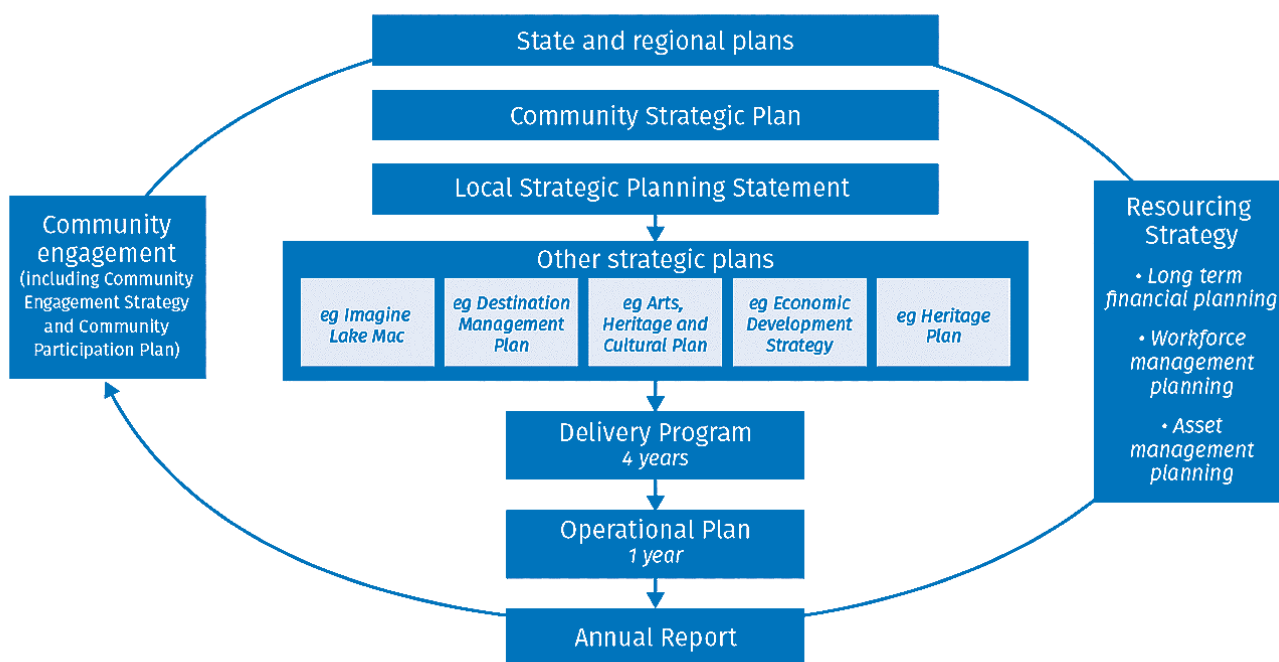 State and regional plans
Community Strategic Plan
Local Strategic Planning Statement
Community
engagement
(including Community
Engagement Strategy
and Community
Participation Plan)
Other strategic plans
eg Imagine
Lake Mac
eg Destination
Management
Plan
eg Arts,
Heritage and
Cultural Plan
eg Economic
Development
Strategy
eg Heritage
Plan
Delivery Program
4 years
Operational Plan
1 year
Annual Report
Resourcing
Strategy
• Long term
financial planning
• Workforce
management
planning
• Asset
management
planning